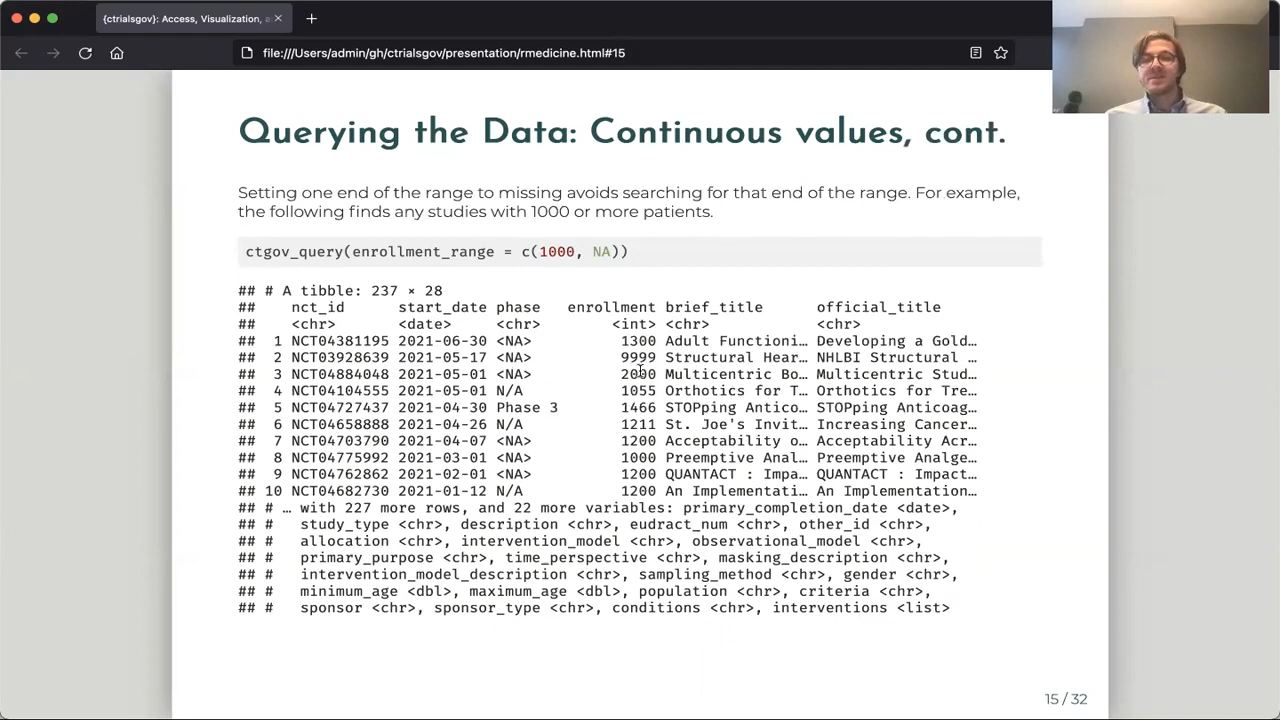 {ctrialsgov}: Access, Visualization, a
file:///Users/admin/gh/ctrialsgov/presentation/rmedicine.html#15
Querying the Data: Continuous values, cont.
Setting one end of the range to missing avoids searching for that end of the range. For example,
the following finds any studies with 1000 or more patients.
ctgov_query(enrollment_range = c(1000, NA))
## # A tibble: 237 × 28
##    nct_id      start_date phase   enrollment brief_title      official_title
##    <chr>       <date>     <chr>        <int> <chr>            <chr>
##  1 NCT04381195 2021-06-30 <NA>          1300 Adult Functioni… Developing a Gold…
##  2 NCT03928639 2021-05-17 <NA>          9999 Structural Hear… NHLBI Structural …
##  3 NCT04884048 2021-05-01 <NA>          2000 Multicentric Bo… Multicentric Stud…
##  4 NCT04104555 2021-05-01 N/A           1055 Orthotics for T… Orthotics for Tre…
##  5 NCT04727437 2021-04-30 Phase 3       1466 STOPping Antico… STOPping Anticoag…
##  6 NCT04658888 2021-04-26 N/A           1211 St. Joe's Invit… Increasing Cancer…
##  7 NCT04703790 2021-04-07 <NA>          1200 Acceptability o… Acceptability Acr…
##  8 NCT04775992 2021-03-01 <NA>          1000 Preemptive Anal… Preemptive Analge…
##  9 NCT04762862 2021-02-01 <NA>          1200 QUANTACT : Impa… QUANTACT : Impact…
## 10 NCT04682730 2021-01-12 N/A           1200 An Implementati… An Implementation…
## # … with 227 more rows, and 22 more variables: primary_completion_date <date>,
## #   study_type <chr>, description <chr>, eudract_num <chr>, other_id <chr>,
## #   allocation <chr>, intervention_model <chr>, observational_model <chr>,
## #   primary_purpose <chr>, time_perspective <chr>, masking_description <chr>,
## #   intervention_model_description <chr>, sampling_method <chr>, gender <chr>,
## #   minimum_age <dbl>, maximum_age <dbl>, population <chr>, criteria <chr>,
## #   sponsor <chr>, sponsor_type <chr>, conditions <chr>, interventions <list>
15 / 32